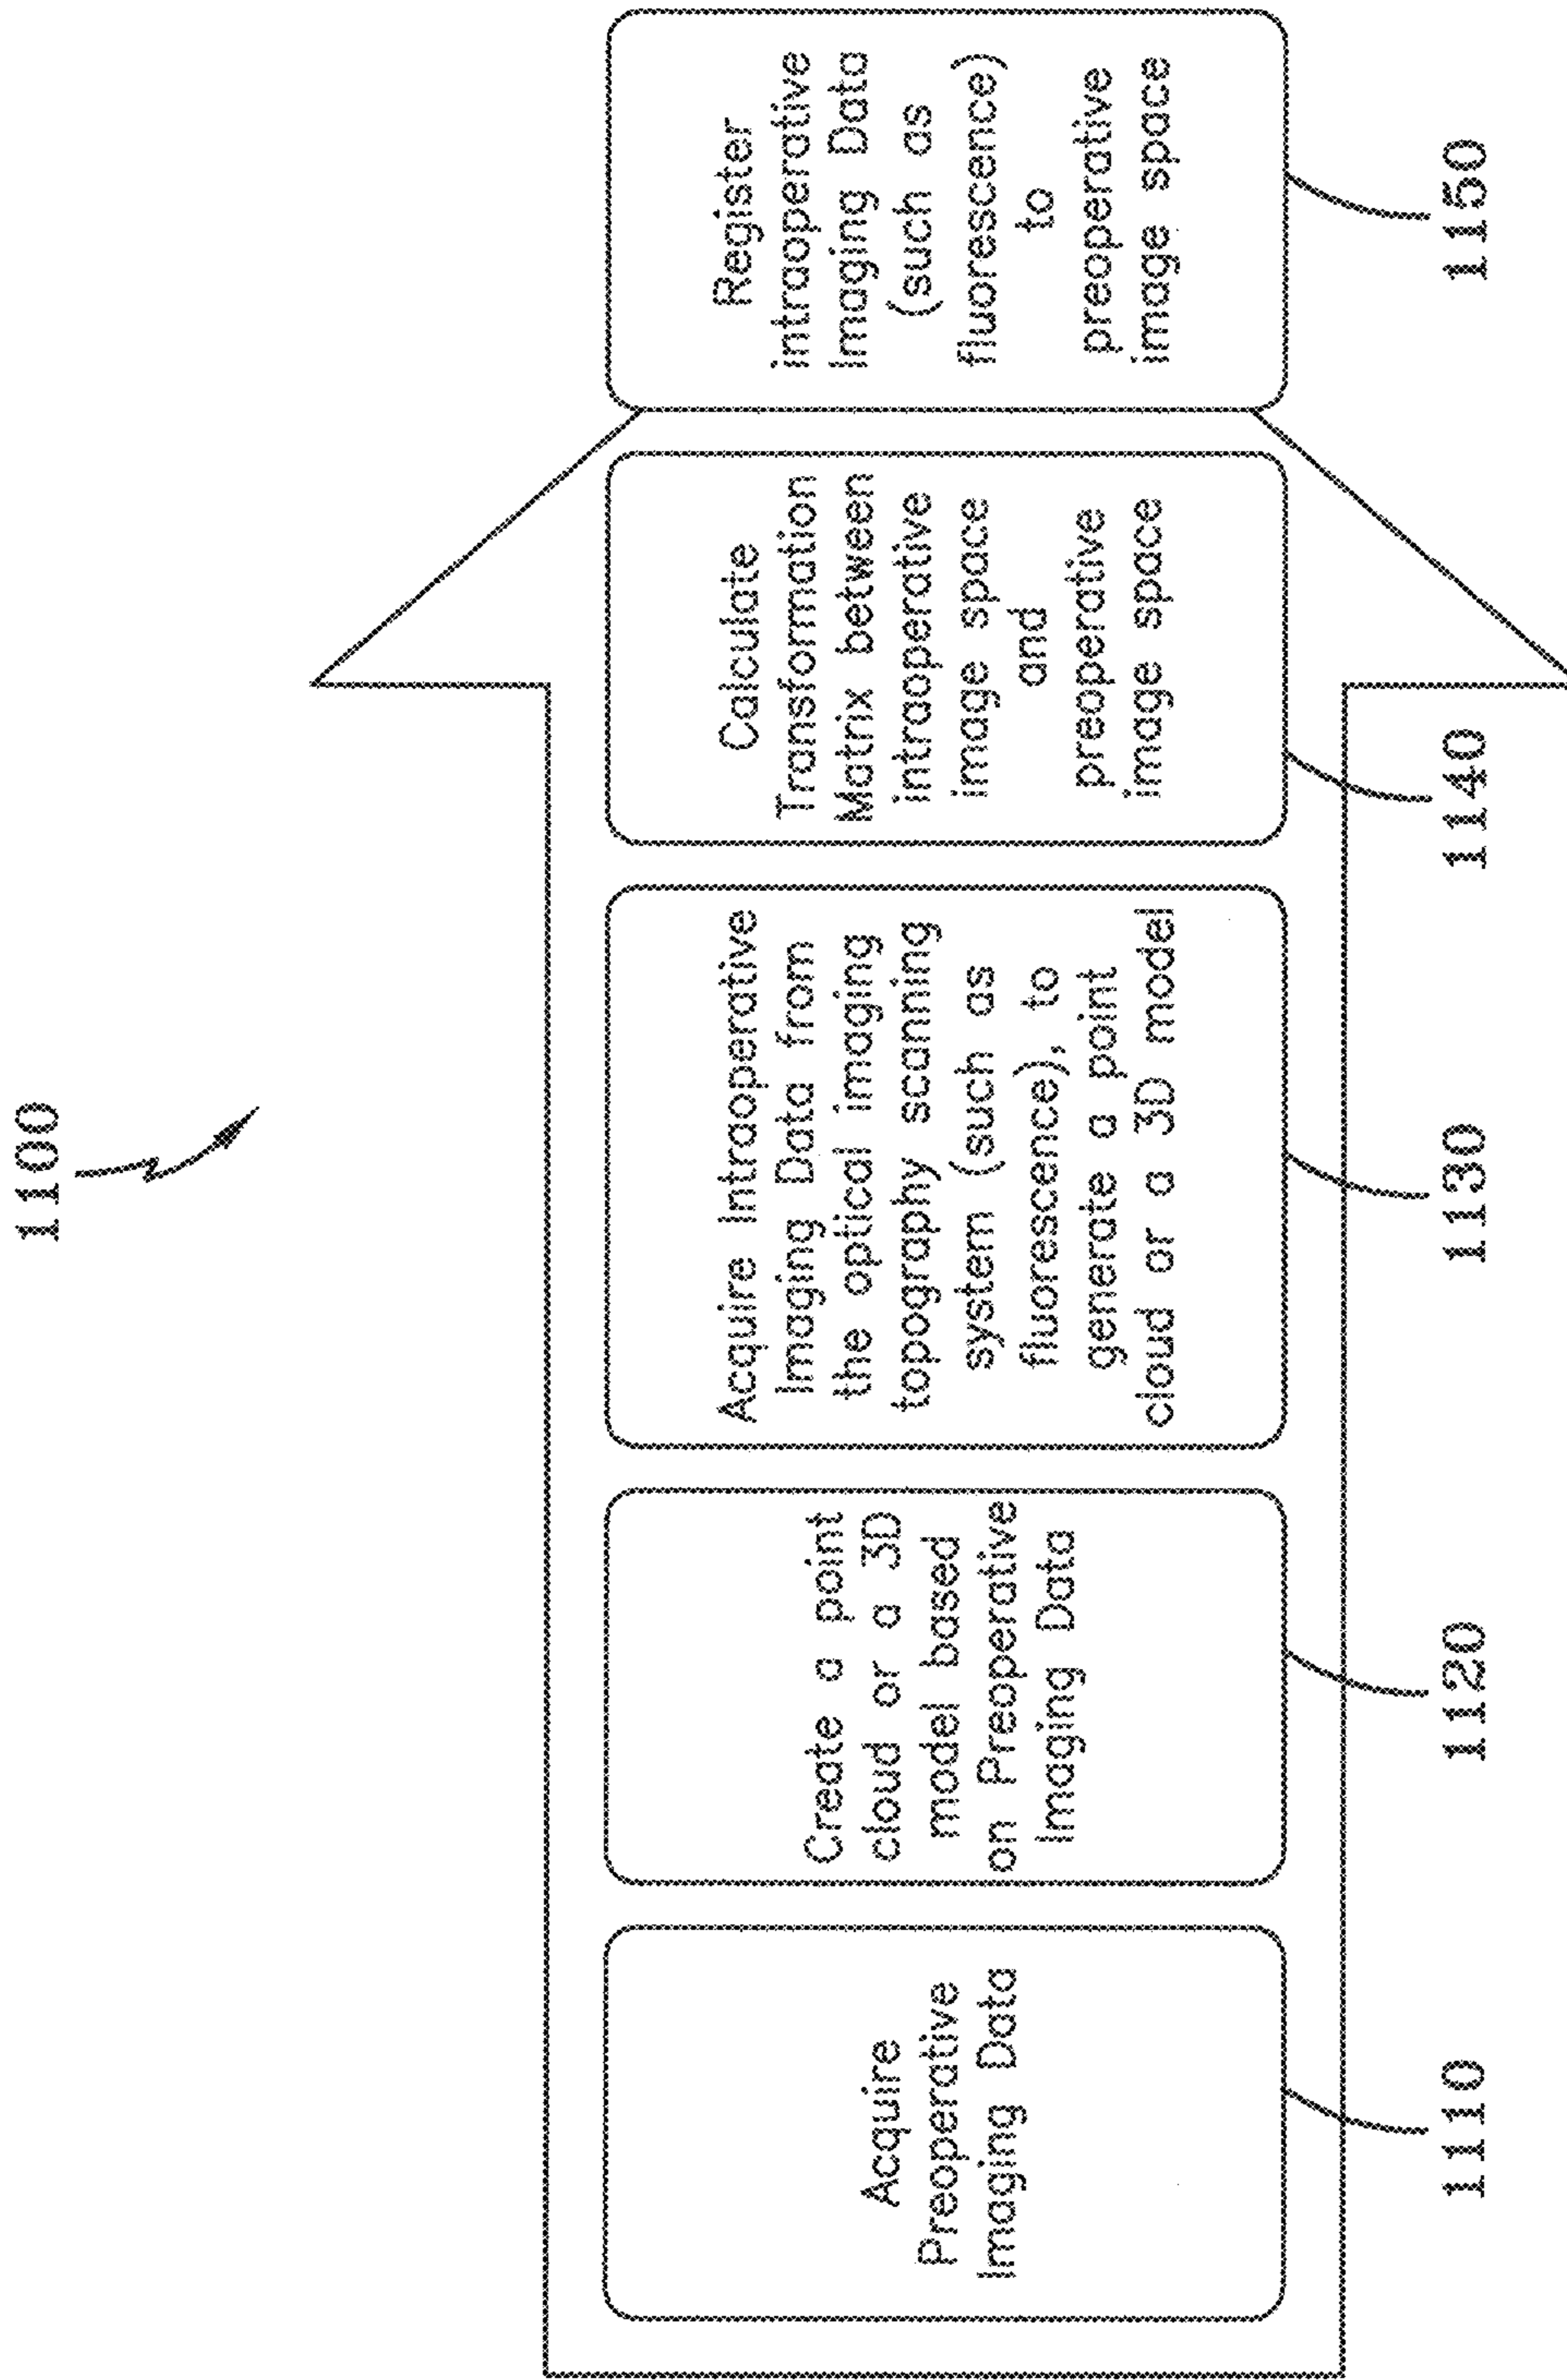 1100
Acquire
Preoperative
Imaging Data
1110
Create a point
cloud or a 3D
model based
on Preoperative
Imaging Data
1120
Acquire Intraoperative
Imaging Data from
the optical imaging
topography scanning
system (such as
fluorescence), to
generate a point
cloud or a 3D model
1130
Calculate
Transformation
Matrix between
intraoperative
image space
and
preoperative
image space
1140
Register
intraoperative
Imaging Data
(such as
fluorescence)
to
preoperative
image space
1150